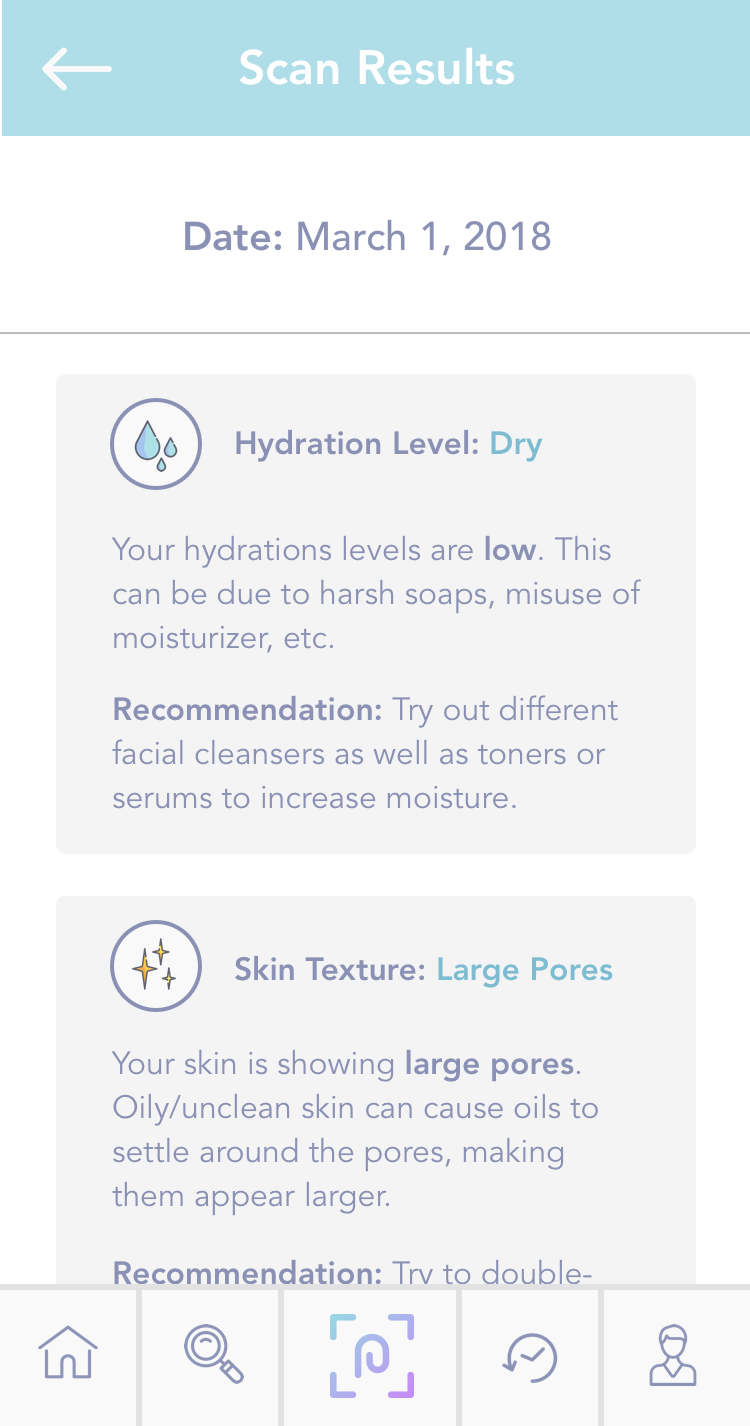 Scan Results
Date: March 1, 2018
Hydration Level: Dry
Your hydrations levels are low. This
can be due to harsh soaps, misuse of
moisturizer, etc.
Recommendation: Try out different
facial cleansers as well as toners or
serums to increase moisture.
Skin Texture: Large Pores
Your skin is showing large pores.
Oily/unclean skin can cause oils to
settle around the pores, making
them appear larger.
Recommendation: Try to double-